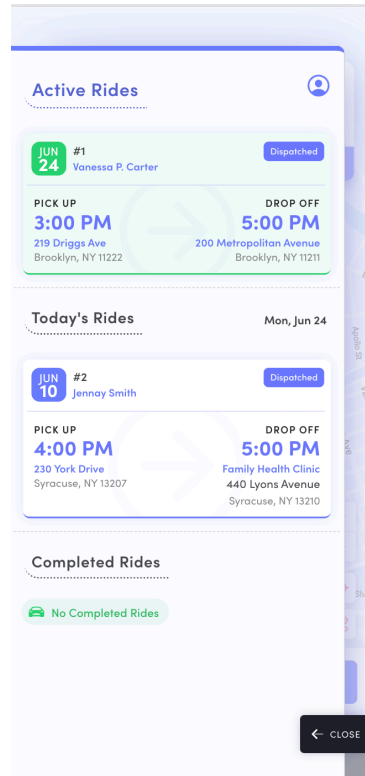 Active Rides
JUN
24
#1
Vanessa P. Carter
Dispatched
PICK UP
DROP OFF
3:00 PM
5:00 PM
219 Driggs Ave
200 Metropolitan Avenue
Brooklyn, NY 11222
Brooklyn, NY 11211
Today's Rides
Mon, Jun 24
JUN
10
#2
Jennay Smith
Dispatched
PICK UP
DROP OFF
4:00 PM
5:00 PM
230 York Drive
Family Health Clinic
Syracuse, NY 13207
440 Lyons Avenue
Syracuse, NY 13210
Completed Rides
No Completed Rides
CLOSE
Apollo St
Ave